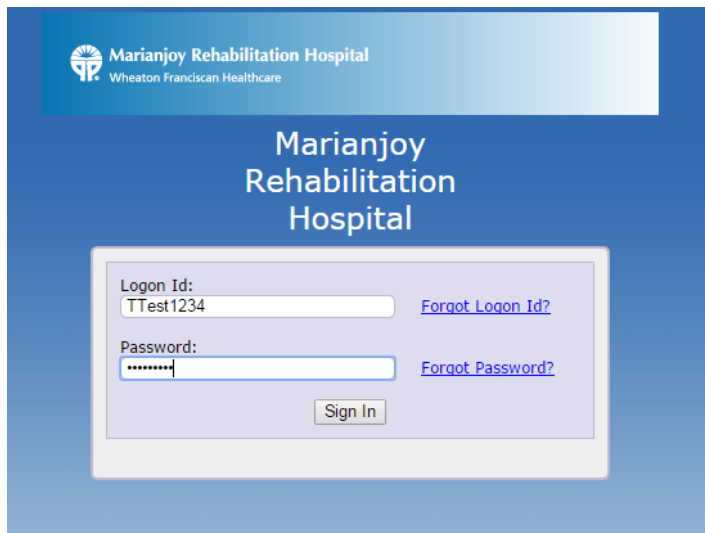 Marianjoy Rehabilitation Hospital
Wheaton Franciscan Healthcare
Marianjoy
Rehabilitation
Hospital
Logon Id:
TTest1234
Forgot Logon Id?
Password:
•••••••••
Forgot Password?
Sign In